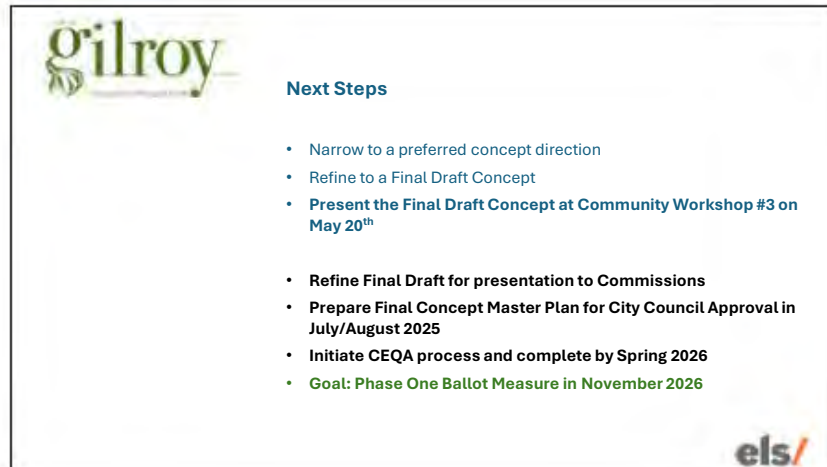 gilroy
Next Steps
• Narrow to a preferred concept direction
• Refine to a Final Draft Concept
• Present the Final Draft Concept at Community Workshop #3 on
May 20th
• Refine Final Draft for presentation to Commissions
• Prepare Final Concept Master Plan for City Council Approval in
July/August 2025
• Initiate CEQA process and complete by Spring 2026
• Goal: Phase One Ballot Measure in November 2026
els/